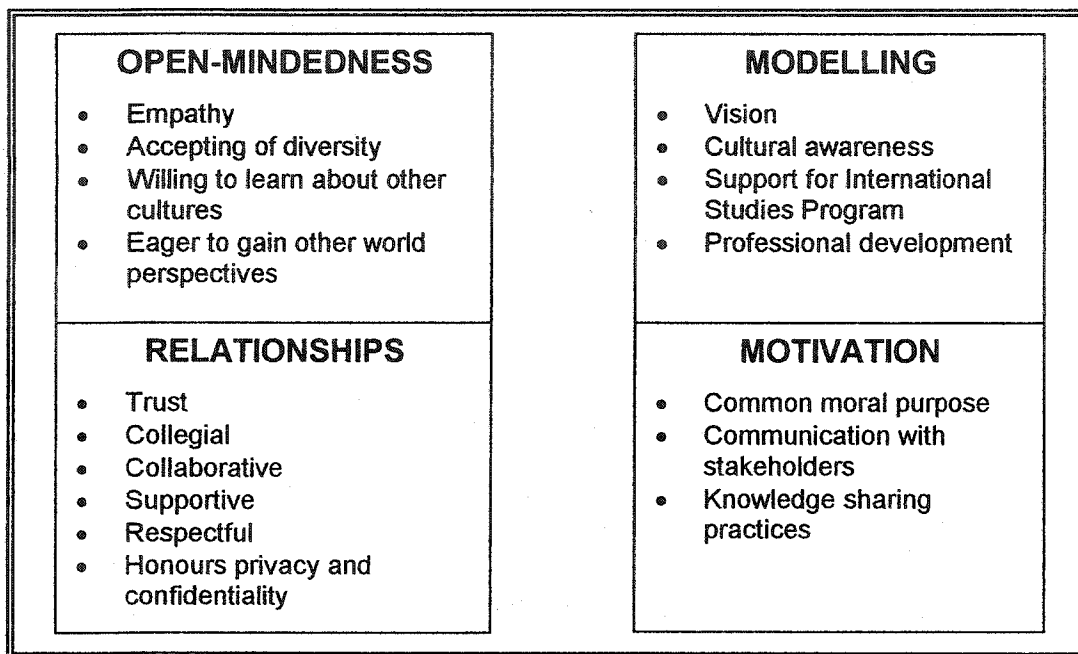 OPEN-MINDEDNESS
• Empathy
• Accepting of diversity
• Willing to learn about other
cultures
• Eager to gain other world
perspectives
RELATIONSHIPS
• Trust
• Collegial
• Collaborative
• Supportive
• Respectful
• Honours privacy and
confidentiality
MODELLING
• Vision
• Cultural awareness
• Support for International
Studies Program
• Professional development
MOTIVATION
• Common moral purpose
• Communication with
stakeholders
• Knowledge sharing
practices